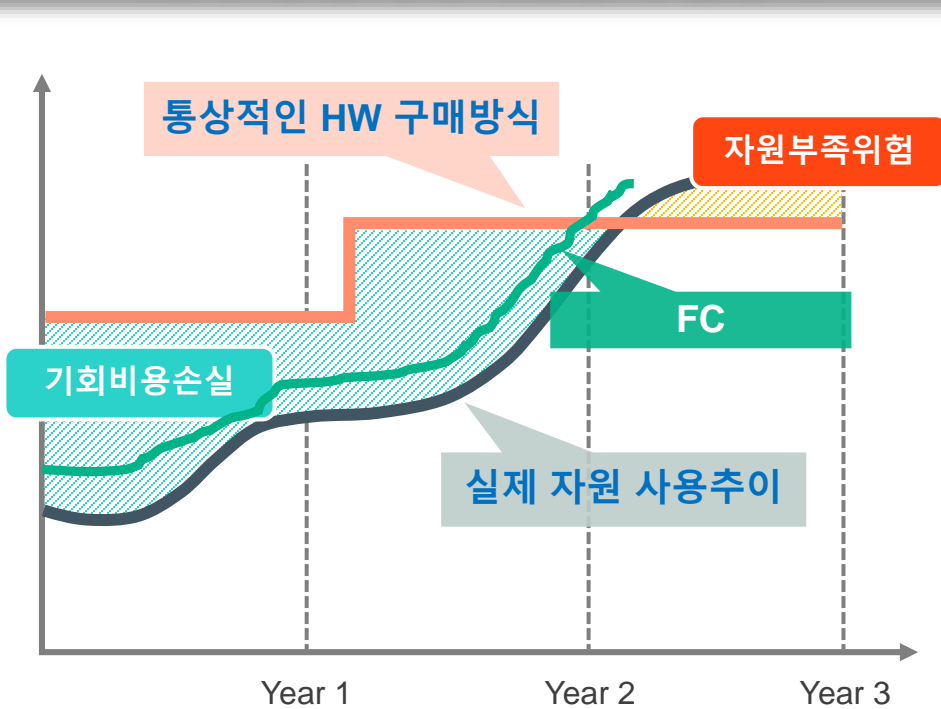 통상적인 HW 구매방식
자원부족위험
FC
기회비용손실
실제 자원 사용추이
Year 1
Year 2
Year 3